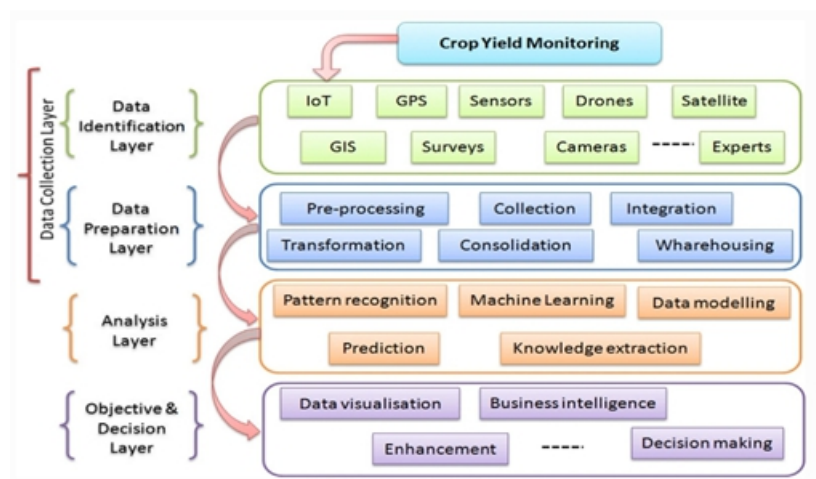 Crop Yield Monitoring
Data Collection Layer
Data
Identification
Layer
IoT
GPS
Sensors
Drones
Satellite
GIS
Surveys
Cameras
Experts
Data
Preparation
Layer
Pre-processing
Collection
Integration
Transformation
Consolidation
Wharehousing
Analysis
Layer
Pattern recognition
Machine Learning
Data modelling
Prediction
Knowledge extraction
Objective &
Decision
Layer
Data visualisation
Business intelligence
Enhancement
Decision making